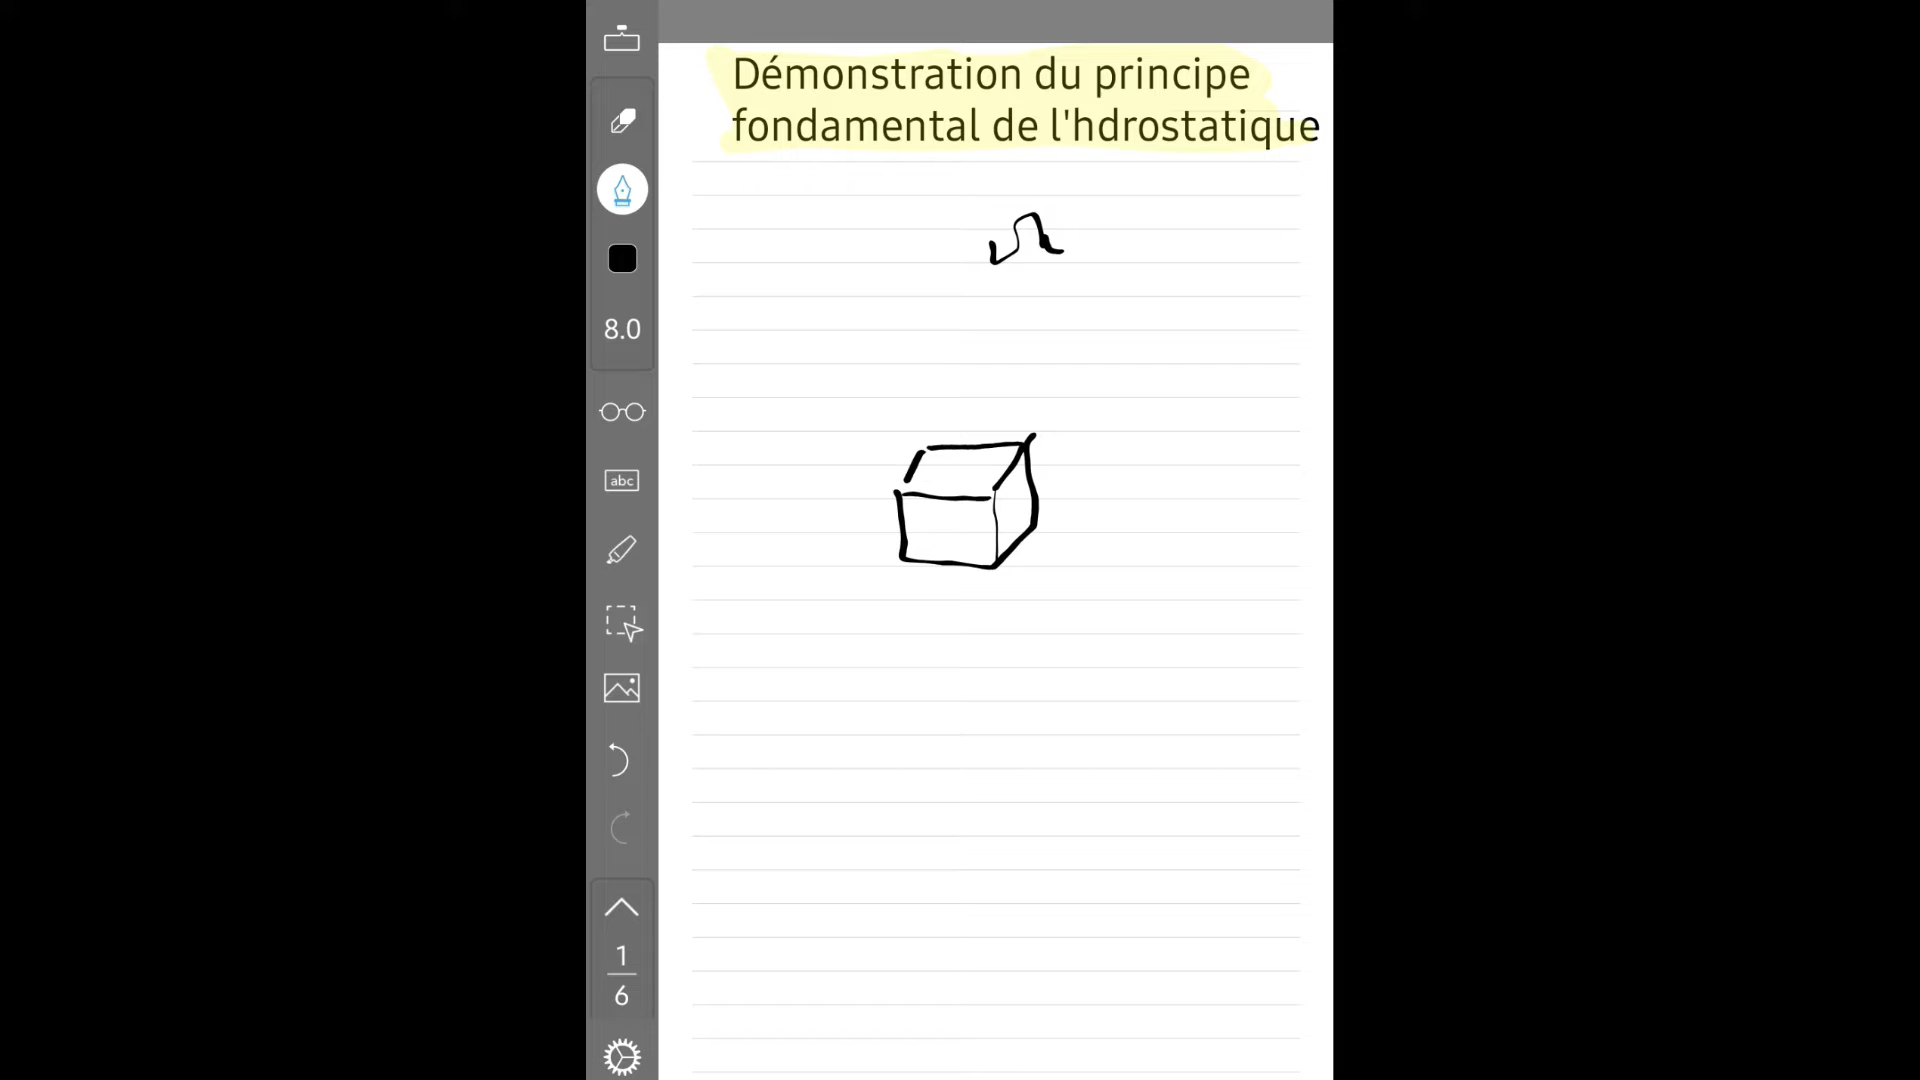 Démonstration du principe
fondamental de l'hdrostatique
8.0
abc
1
6